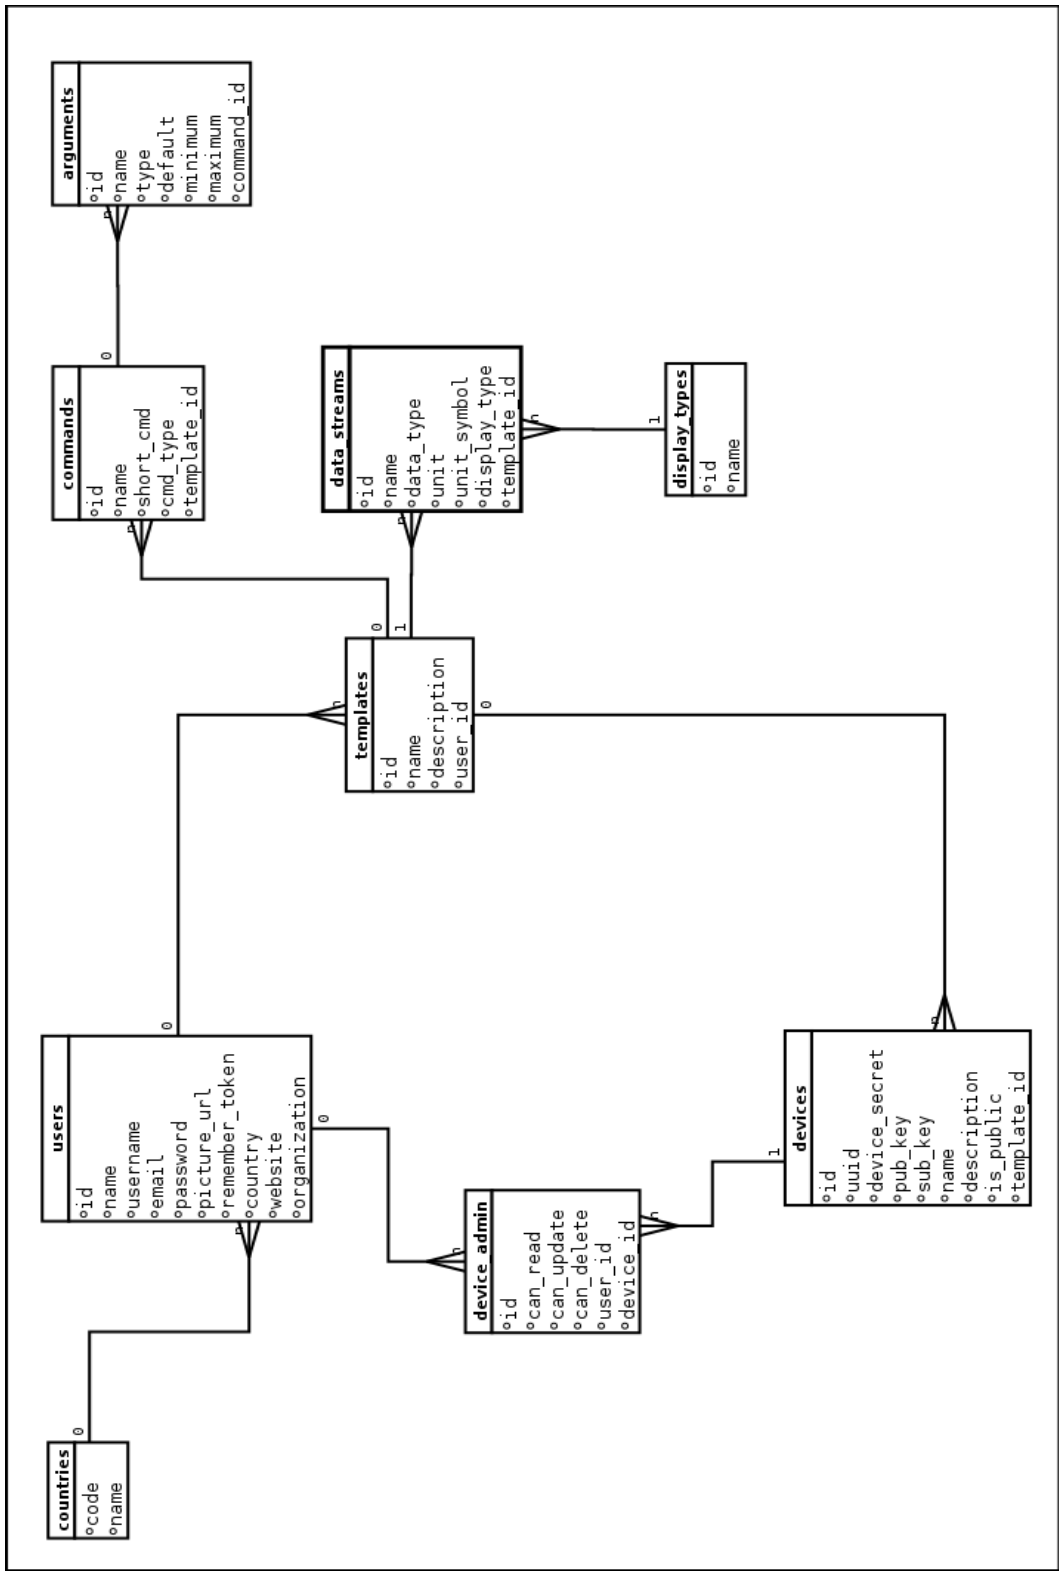 countries
code
name
0
n
users
id
name
username
email
password
picture_url
remember_token
country
website
organization
0
0
n
device_admin
id
can_read
can_update
can_delete
user_id
device_id
n
1
devices
id
uuid
device_secret
pub_key
sub_key
name
description
is_public
template_id
n
0
n
templates
id
name
description
user_id
0
1
n
commands
id
name
short_cmd
cmd_type
template_id
0
n
arguments
id
name
type
default
minimum
maximum
command_id
n
data_streams
id
name
data_type
unit
unit_symbol
display_type
template_id
n
1
display_types
id
name